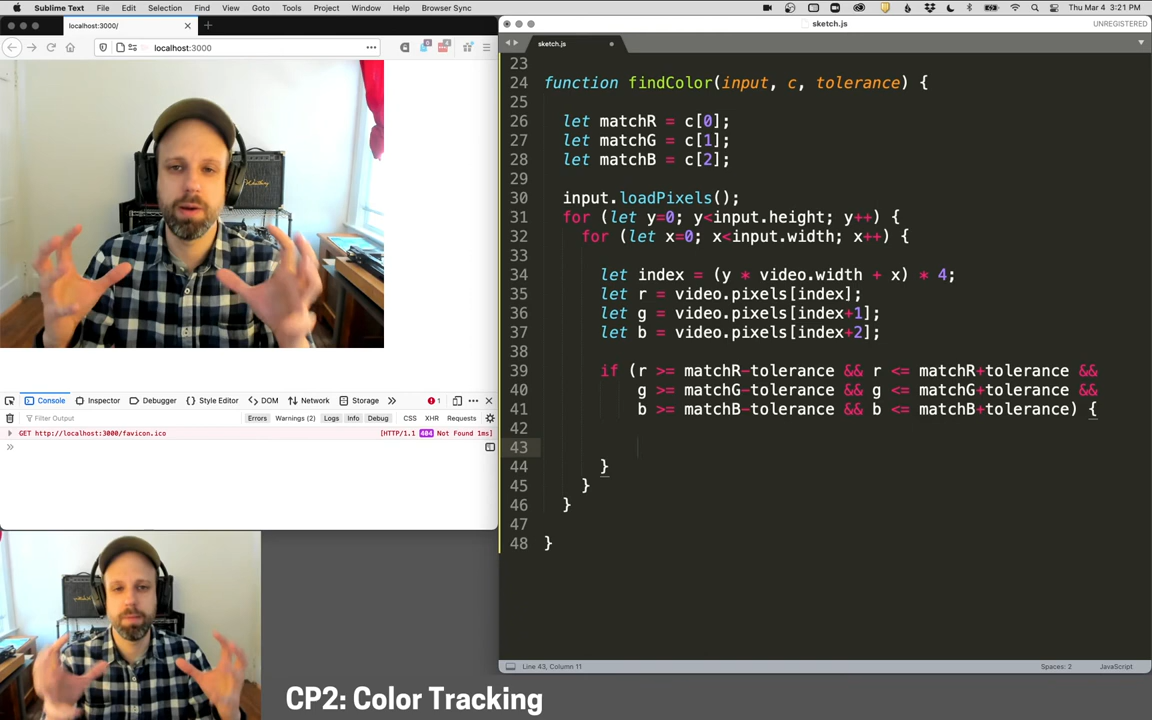 Sublime Text File Edit Selection Find View Goto Tools Project Window Help Browser Sync
Thu Mar 4 3:21 PM
localhost:3000/
localhost:3000
sketch.js
UNREGISTERED
sketch.js
23
24 function findColor(input, c, tolerance) {
25
26 let matchR = c[0];
27 let matchG = c[1];
28 let matchB = c[2];
29
30 input.loadPixels();
31 for (let y=0; y<input.height; y++) {
32 for (let x=0; x<input.width; x++) {
33
34 let index = (y * video.width + x) * 4;
35 let r = video.pixels[index];
36 let g = video.pixels[index+1];
37 let b = video.pixels[index+2];
38
39 if (r >= matchR-tolerance && r <= matchR+tolerance &&
40 g >= matchG-tolerance && g <= matchG+tolerance &&
41 b >= matchB-tolerance && b <= matchB+tolerance) {
42
43
44 }
45 }
46 }
47
48 }
Console Inspector Debugger Style Editor DOM Network Storage 1
Filter Output Errors Warnings (2) Logs Info Debug CSS XHR Requests
GET http://localhost:3000/favicon.ico [HTTP/1.1 404 Not Found 1ms]
Line 43, Column 11
Spaces: 2 JavaScript
CP2: Color Tracking